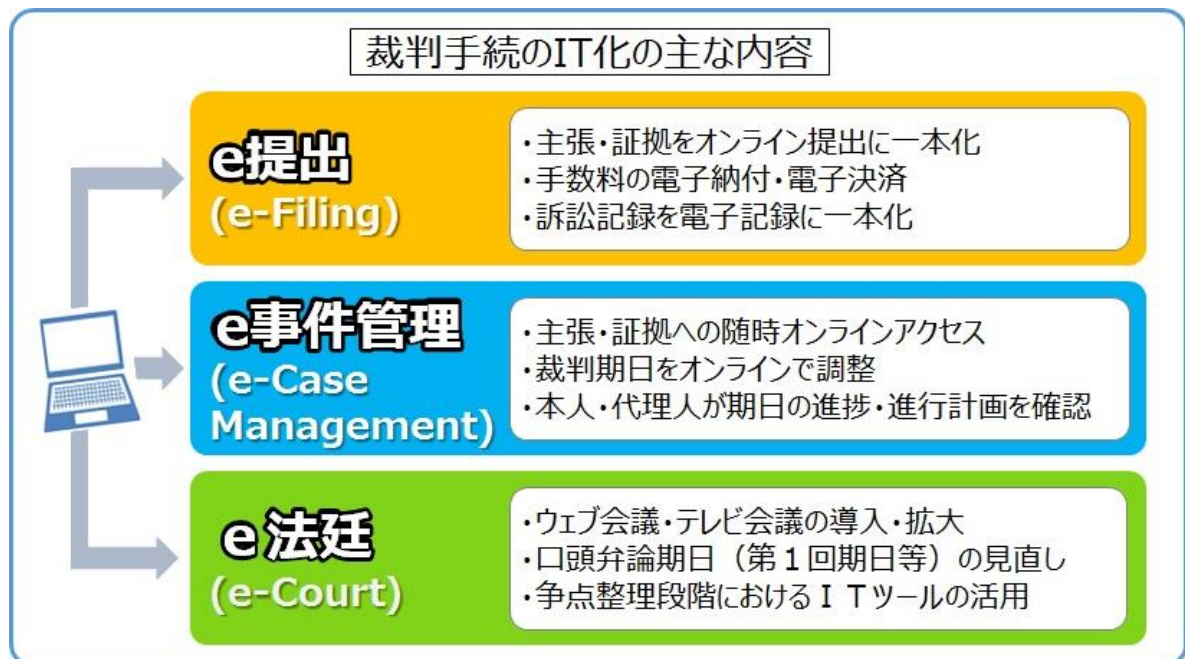 裁判手続のIT化の主な内容
e提出
(e-Filing)
・主張・証拠をオンライン提出に一本化
・手数料の電子納付・電子決済
・訴訟記録を電子記録に一本化
e事件管理
(e-Case
Management)
・主張・証拠への随時オンラインアクセス
・裁判期日をオンラインで調整
・本人・代理人が期日の進捗・進行計画を確認
e法廷
(e-Court)
・ウェブ会議・テレビ会議の導入・拡大
・口頭弁論期日（第１回期日等）の見直し
・争点整理段階におけるＩＴツールの活用